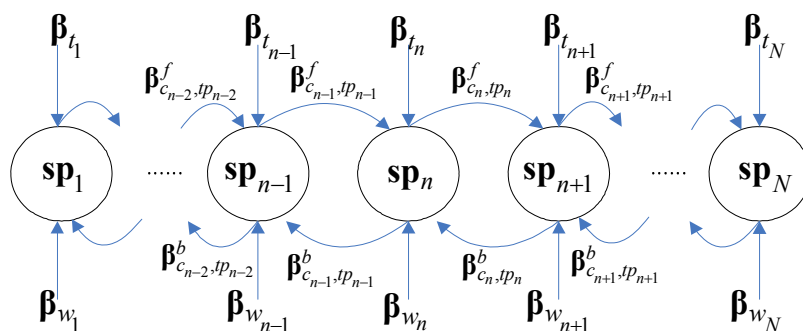 β_{t_1} β_{t_{n-1}} β_{t_n} β_{t_{n+1}} β_{t_N}
β^f_{c_{n-2},tp_{n-2}} β^f_{c_{n-1},tp_{n-1}} β^f_{c_n,tp_n} β^f_{c_{n+1},tp_{n+1}}
sp_1 ...... sp_{n-1} sp_n sp_{n+1} ...... sp_N
β^b_{c_{n-2},tp_{n-2}} β^b_{c_{n-1},tp_{n-1}} β^b_{c_n,tp_n} β^b_{c_{n+1},tp_{n+1}}
β_{w_1} β_{w_{n-1}} β_{w_n} β_{w_{n+1}} β_{w_N}